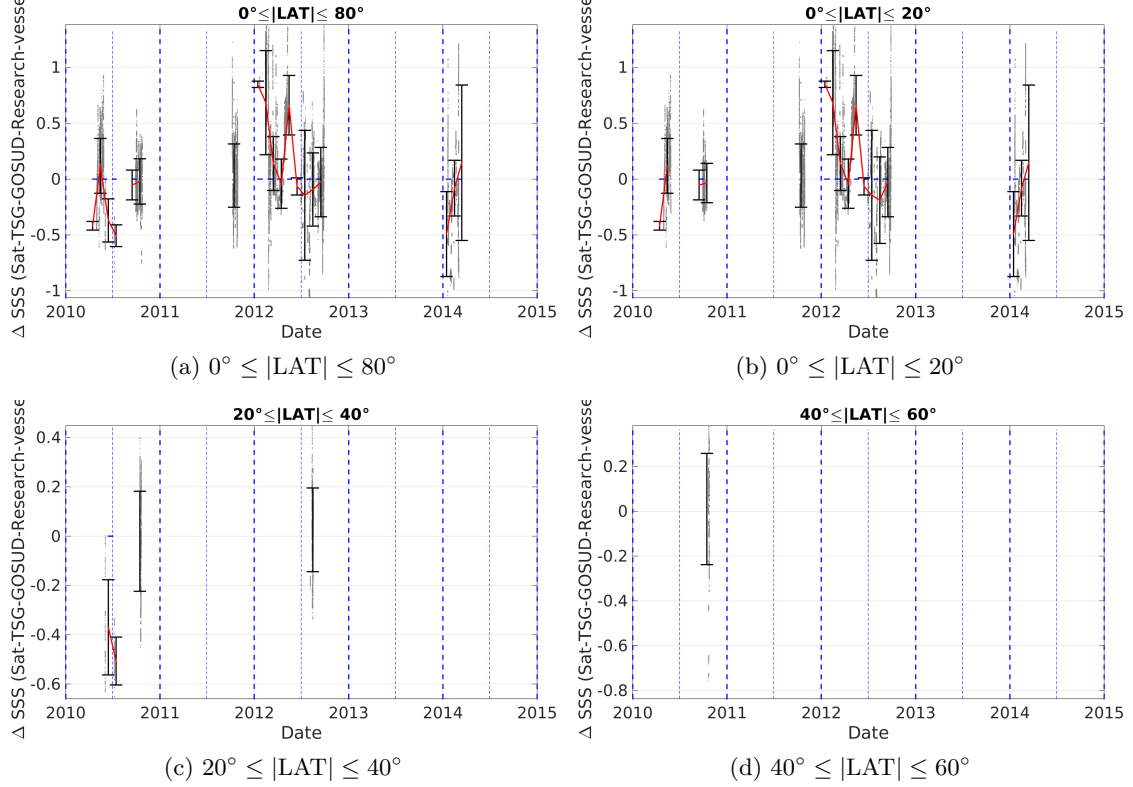 0°≤|LAT|≤ 80°
Δ SSS (Sat-TSG-GOSUD-Research-vesse
1
0.5
0
-0.5
-1
2010 2011 2012 2013 2014 2015
Date
(a) 0° ≤ |LAT| ≤ 80°
0°≤|LAT|≤ 20°
Δ SSS (Sat-TSG-GOSUD-Research-vesse
1
0.5
0
-0.5
-1
2010 2011 2012 2013 2014 2015
Date
(b) 0° ≤ |LAT| ≤ 20°
20°≤|LAT|≤ 40°
Δ SSS (Sat-TSG-GOSUD-Research-vesse
0.4
0.2
0
-0.2
-0.4
-0.6
2010 2011 2012 2013 2014 2015
Date
(c) 20° ≤ |LAT| ≤ 40°
40°≤|LAT|≤ 60°
Δ SSS (Sat-TSG-GOSUD-Research-vesse
0.2
0
-0.2
-0.4
-0.6
-0.8
2010 2011 2012 2013 2014 2015
Date
(d) 40° ≤ |LAT| ≤ 60°